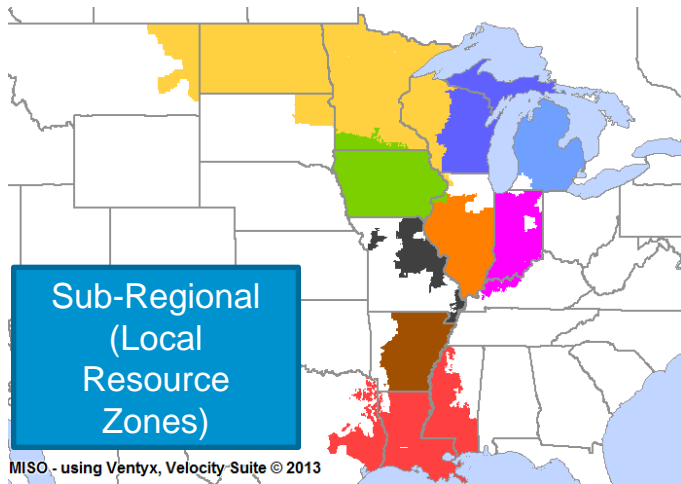 Sub-Regional
(Local
Resource
Zones)
MISO - using Ventyx, Velocity Suite © 2013